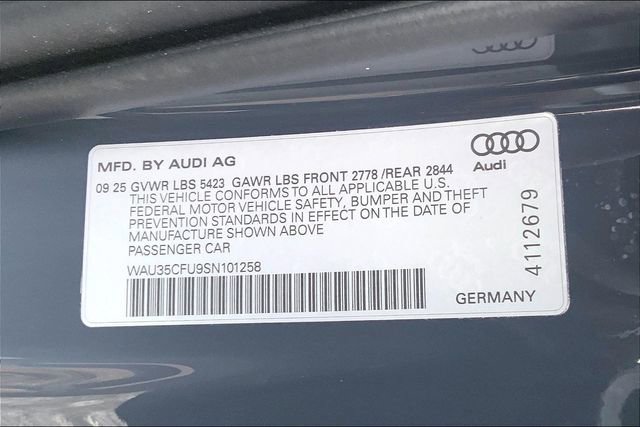 MFD. BY AUDI AG
Audi
09 25 GVWR LBS 5423 GAWR LBS FRONT 2778 /REAR 2844
THIS VEHICLE CONFORMS TO ALL APPLICABLE U.S.
FEDERAL MOTOR VEHICLE SAFETY, BUMPER AND THEFT
PREVENTION STANDARDS IN EFFECT ON THE DATE OF
MANUFACTURE SHOWN ABOVE
PASSENGER CAR
WAU35CFU9SN101258
4112679
GERMANY